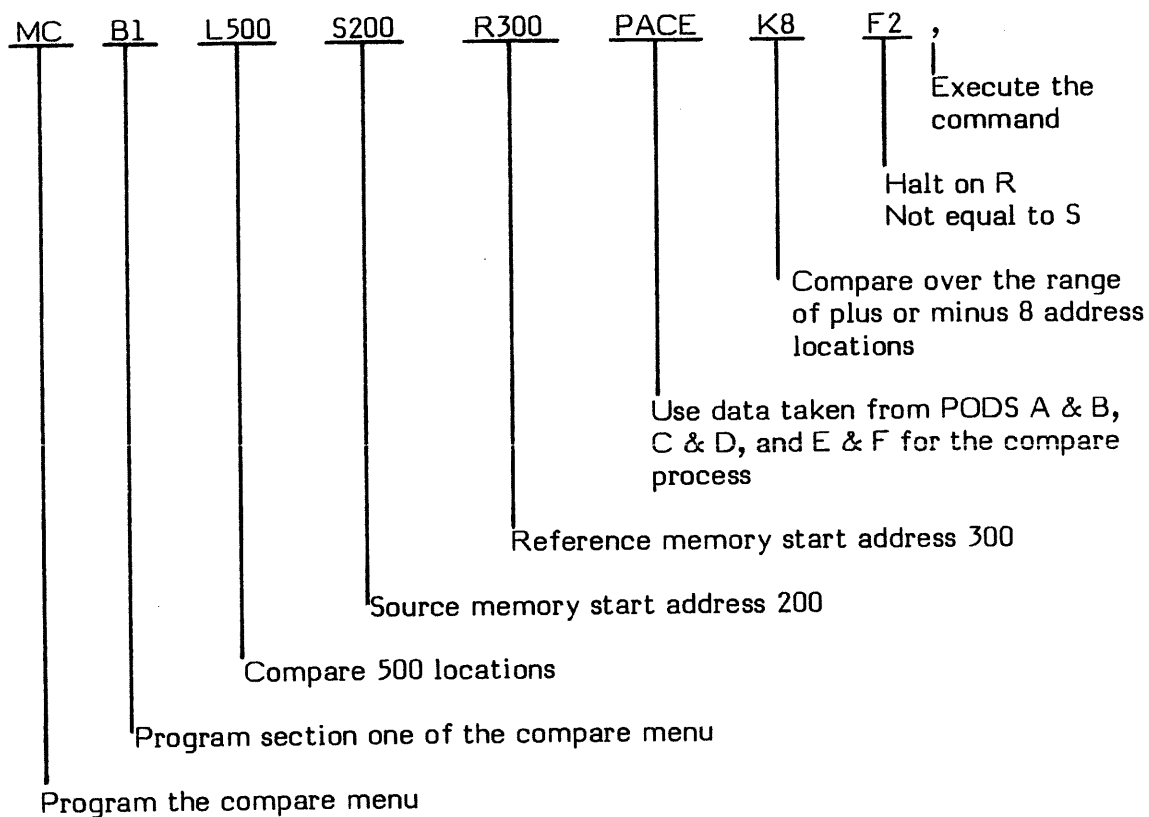 MC B1 L500 S200 R300 PACE K8 F2 ,
Execute the
command
Halt on R
Not equal to S
Compare over the range
of plus or minus 8 address
locations
Use data taken from PODS A & B,
C & D, and E & F for the compare
process
Reference memory start address 300
Source memory start address 200
Compare 500 locations
Program section one of the compare menu
Program the compare menu